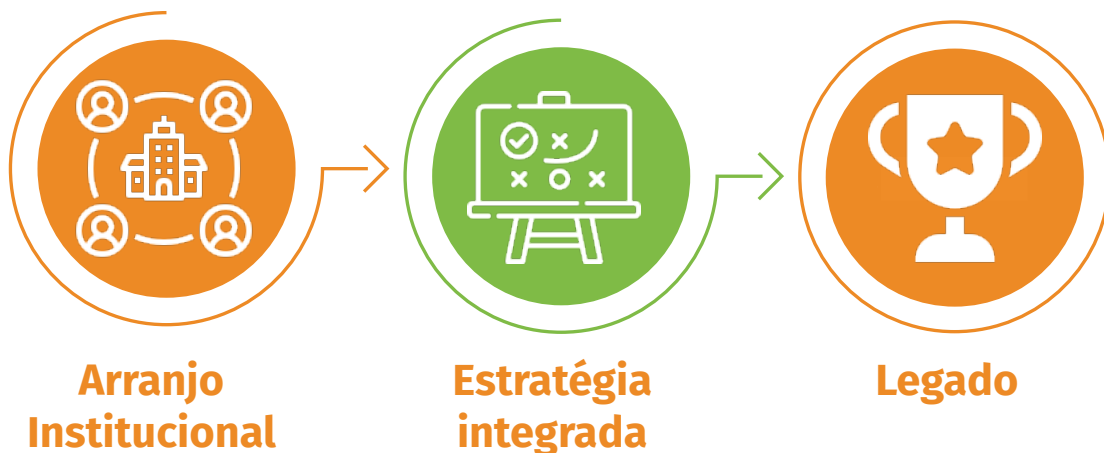 Arranjo
Institucional
Estratégia
integrada
Legado